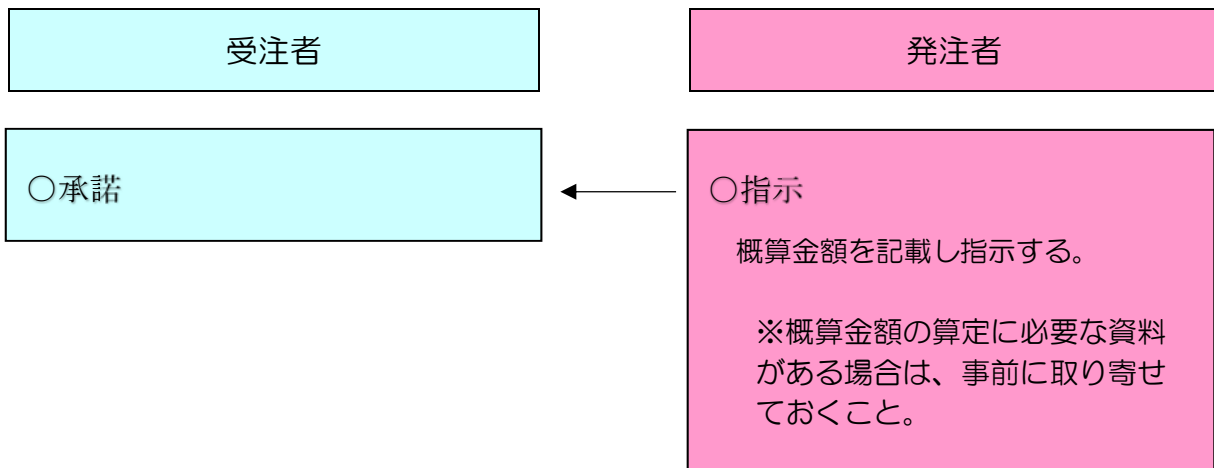 受注者
発注者
○承諾
○指示
概算金額を記載し指示する。
※概算金額の算定に必要な資料
がある場合は、事前に取り寄せ
ておくこと。